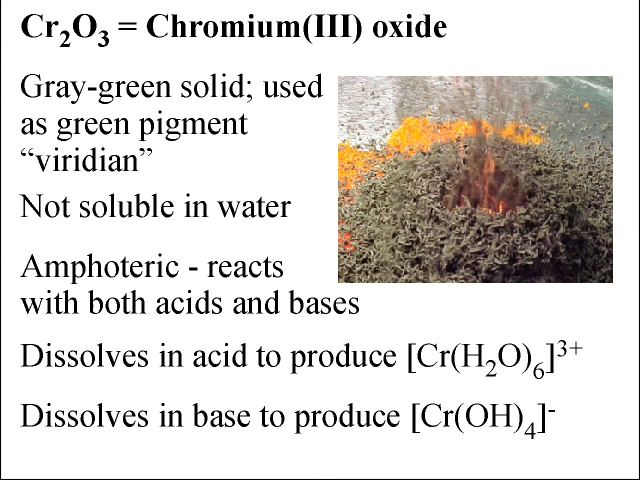 Cr₂O₃ = Chromium(III) oxide
Gray-green solid; used
as green pigment
“viridian”
Not soluble in water
Amphoteric - reacts
with both acids and bases
Dissolves in acid to produce [Cr(H₂O)₆]³⁺
Dissolves in base to produce [Cr(OH)₄]⁻